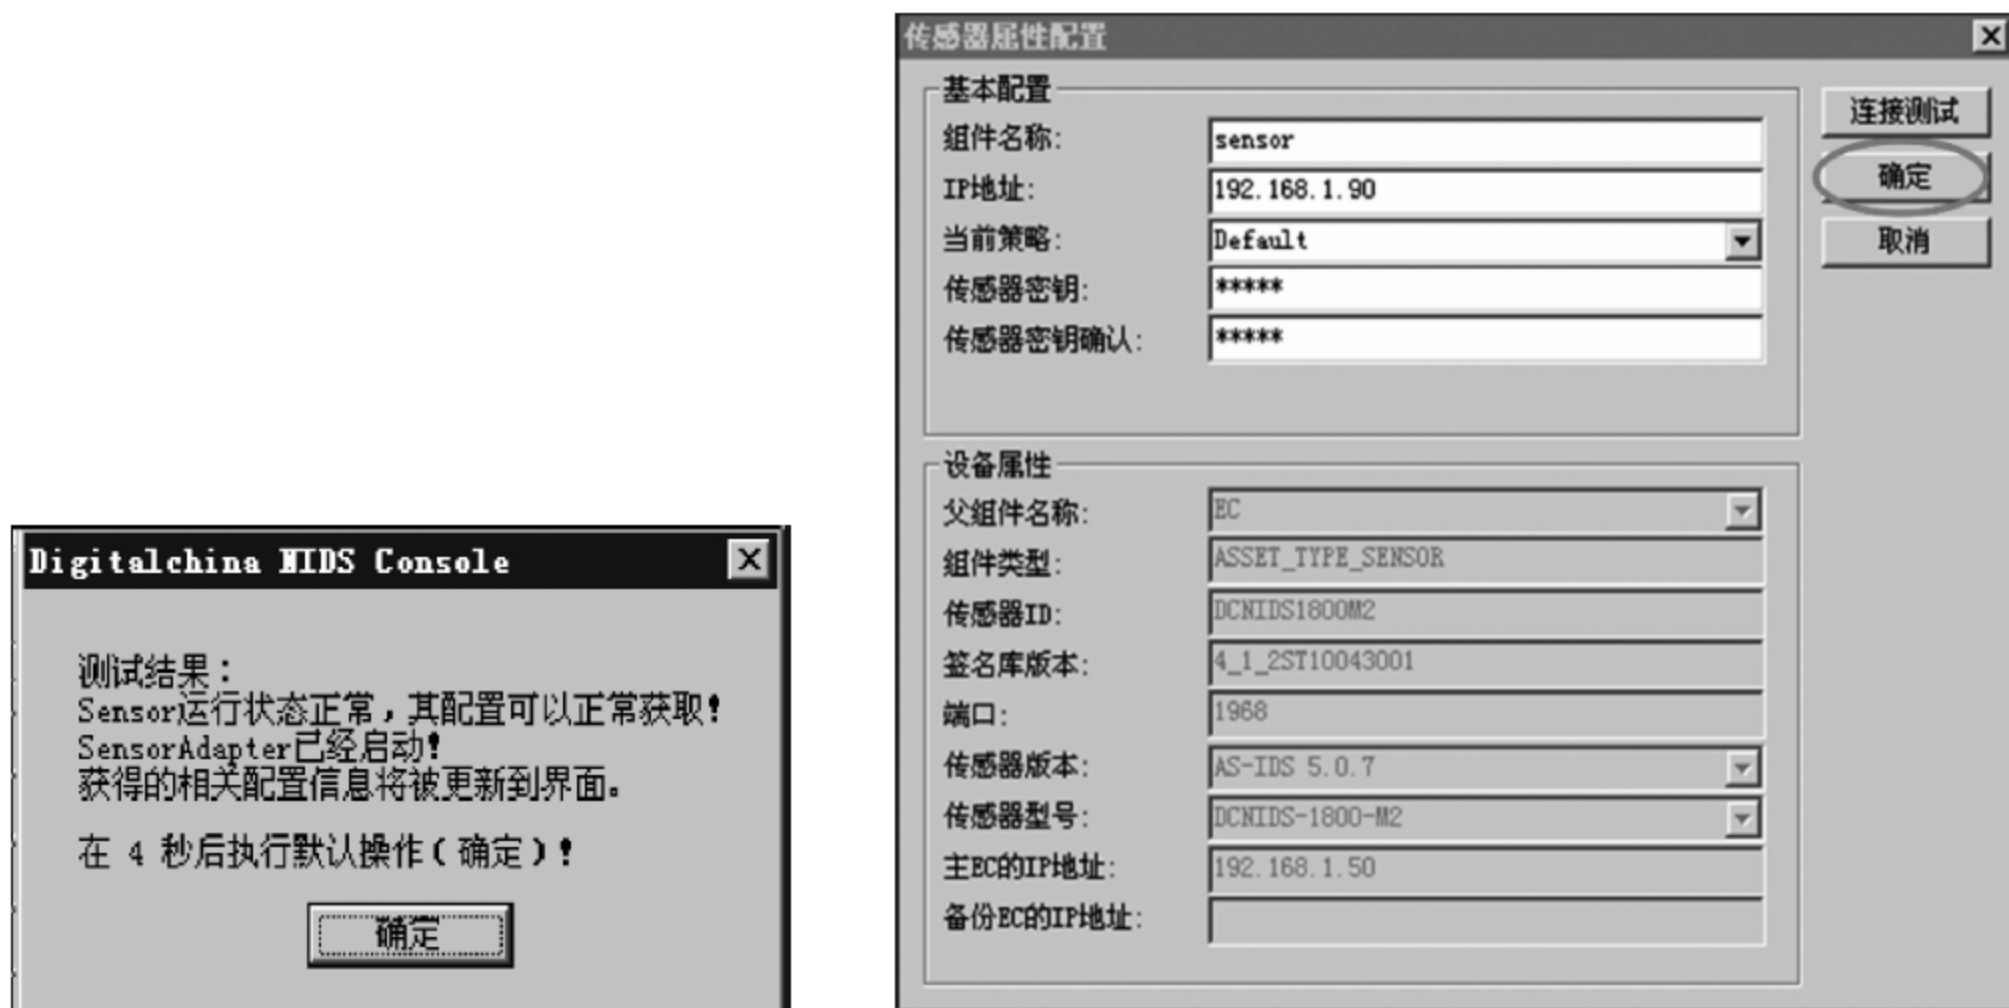 Digitalchina NIDS Console
测试结果：
Sensor运行状态正常，其配置可以正常获取！
SensorAdapter已经启动！
获得的相关配置信息将被更新到界面。
在 4 秒后执行默认操作(确定)！
确定
传感器属性配置
基本配置
组件名称: sensor
IP地址: 192.168.1.90
当前策略: Default
传感器密钥: *****
传感器密钥确认: *****
连接测试
确定
取消
设备属性
父组件名称: EC
组件类型: ASSET_TYPE_SENSOR
传感器ID: DCNIDS1800M2
签名库版本: 4_1_2ST10043001
端口: 1968
传感器版本: AS-IDS 5.0.7
传感器型号: DCNIDS-1800-M2
主EC的IP地址: 192.168.1.50
备份EC的IP地址: